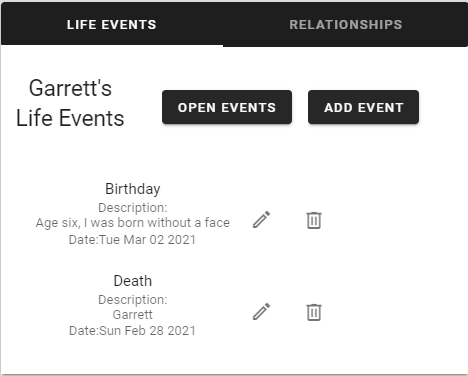 LIFE EVENTS
RELATIONSHIPS
Garrett's
Life Events
OPEN EVENTS
ADD EVENT
Birthday
Description:
Age six, I was born without a face
Date:Tue Mar 02 2021
Death
Description:
Garrett
Date:Sun Feb 28 2021